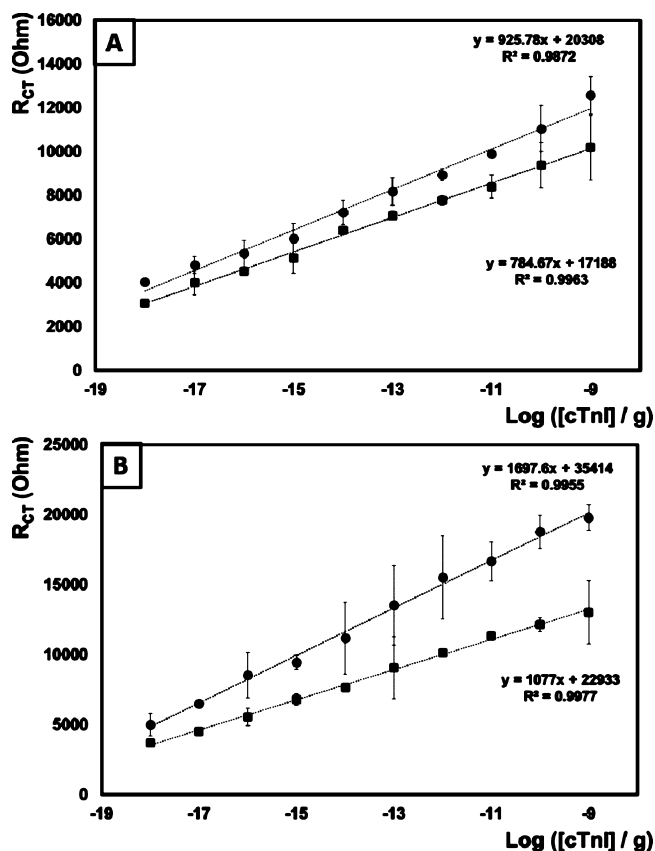 A
16000
14000
12000
10000
8000
6000
4000
2000
0
R_CT (Ohm)
y = 925.78x + 20308
R² = 0.9872
y = 784.67x + 17188
R² = 0.9963
-19 -17 -15 -13 -11 -9
Log ([cTnI] / g)
B
25000
20000
15000
10000
5000
0
R_CT (Ohm)
y = 1697.6x + 35414
R² = 0.9955
y = 1077x + 22933
R² = 0.9977
-19 -17 -15 -13 -11 -9
Log ([cTnI] / g)